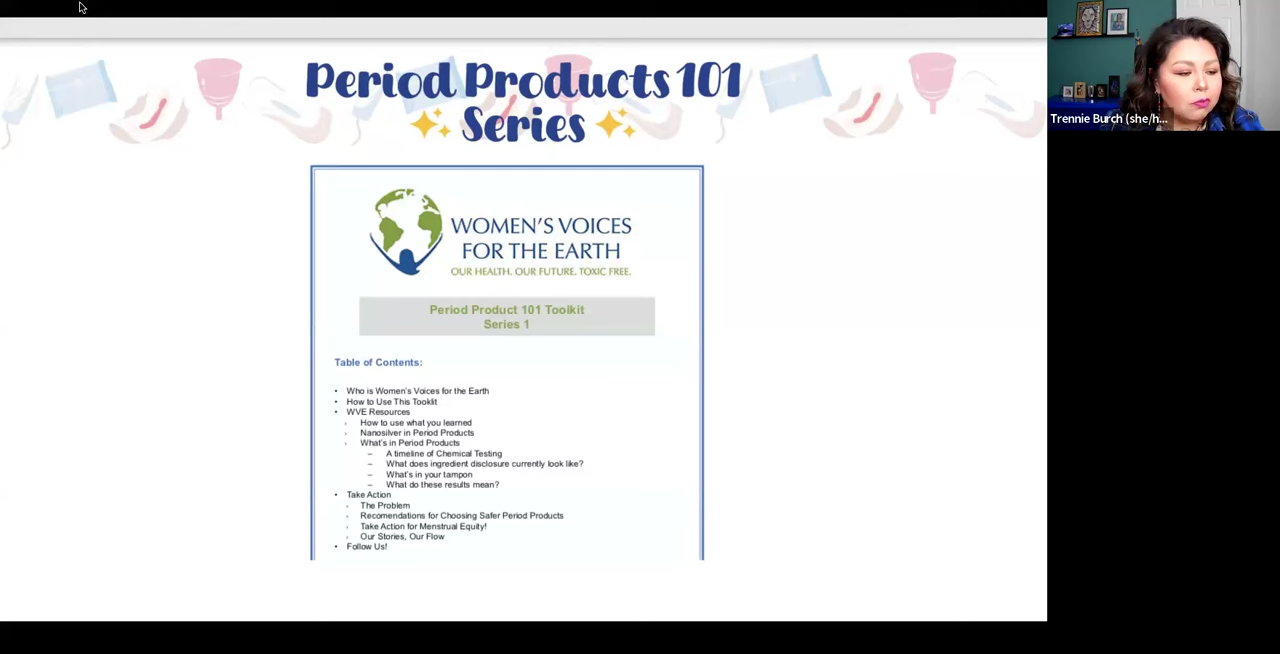 Period Products 101
Series
WOMEN'S VOICES
FOR THE EARTH
OUR HEALTH. OUR FUTURE. TOXIC FREE.
Period Product 101 Toolkit
Series 1
Table of Contents:
• Who is Women's Voices for the Earth
• How to Use This Tooklit
• WVE Resources
› How to use what you learned
› Nanosilver in Period Products
› What's in Period Products
– A timeline of Chemical Testing
– What does ingredient disclosure currently look like?
– What's in your tampon
– What do these results mean?
• Take Action
› The Problem
› Recomendations for Choosing Safer Period Products
› Take Action for Menstrual Equity!
› Our Stories, Our Flow
• Follow Us!
Trennie Burch (she/h...